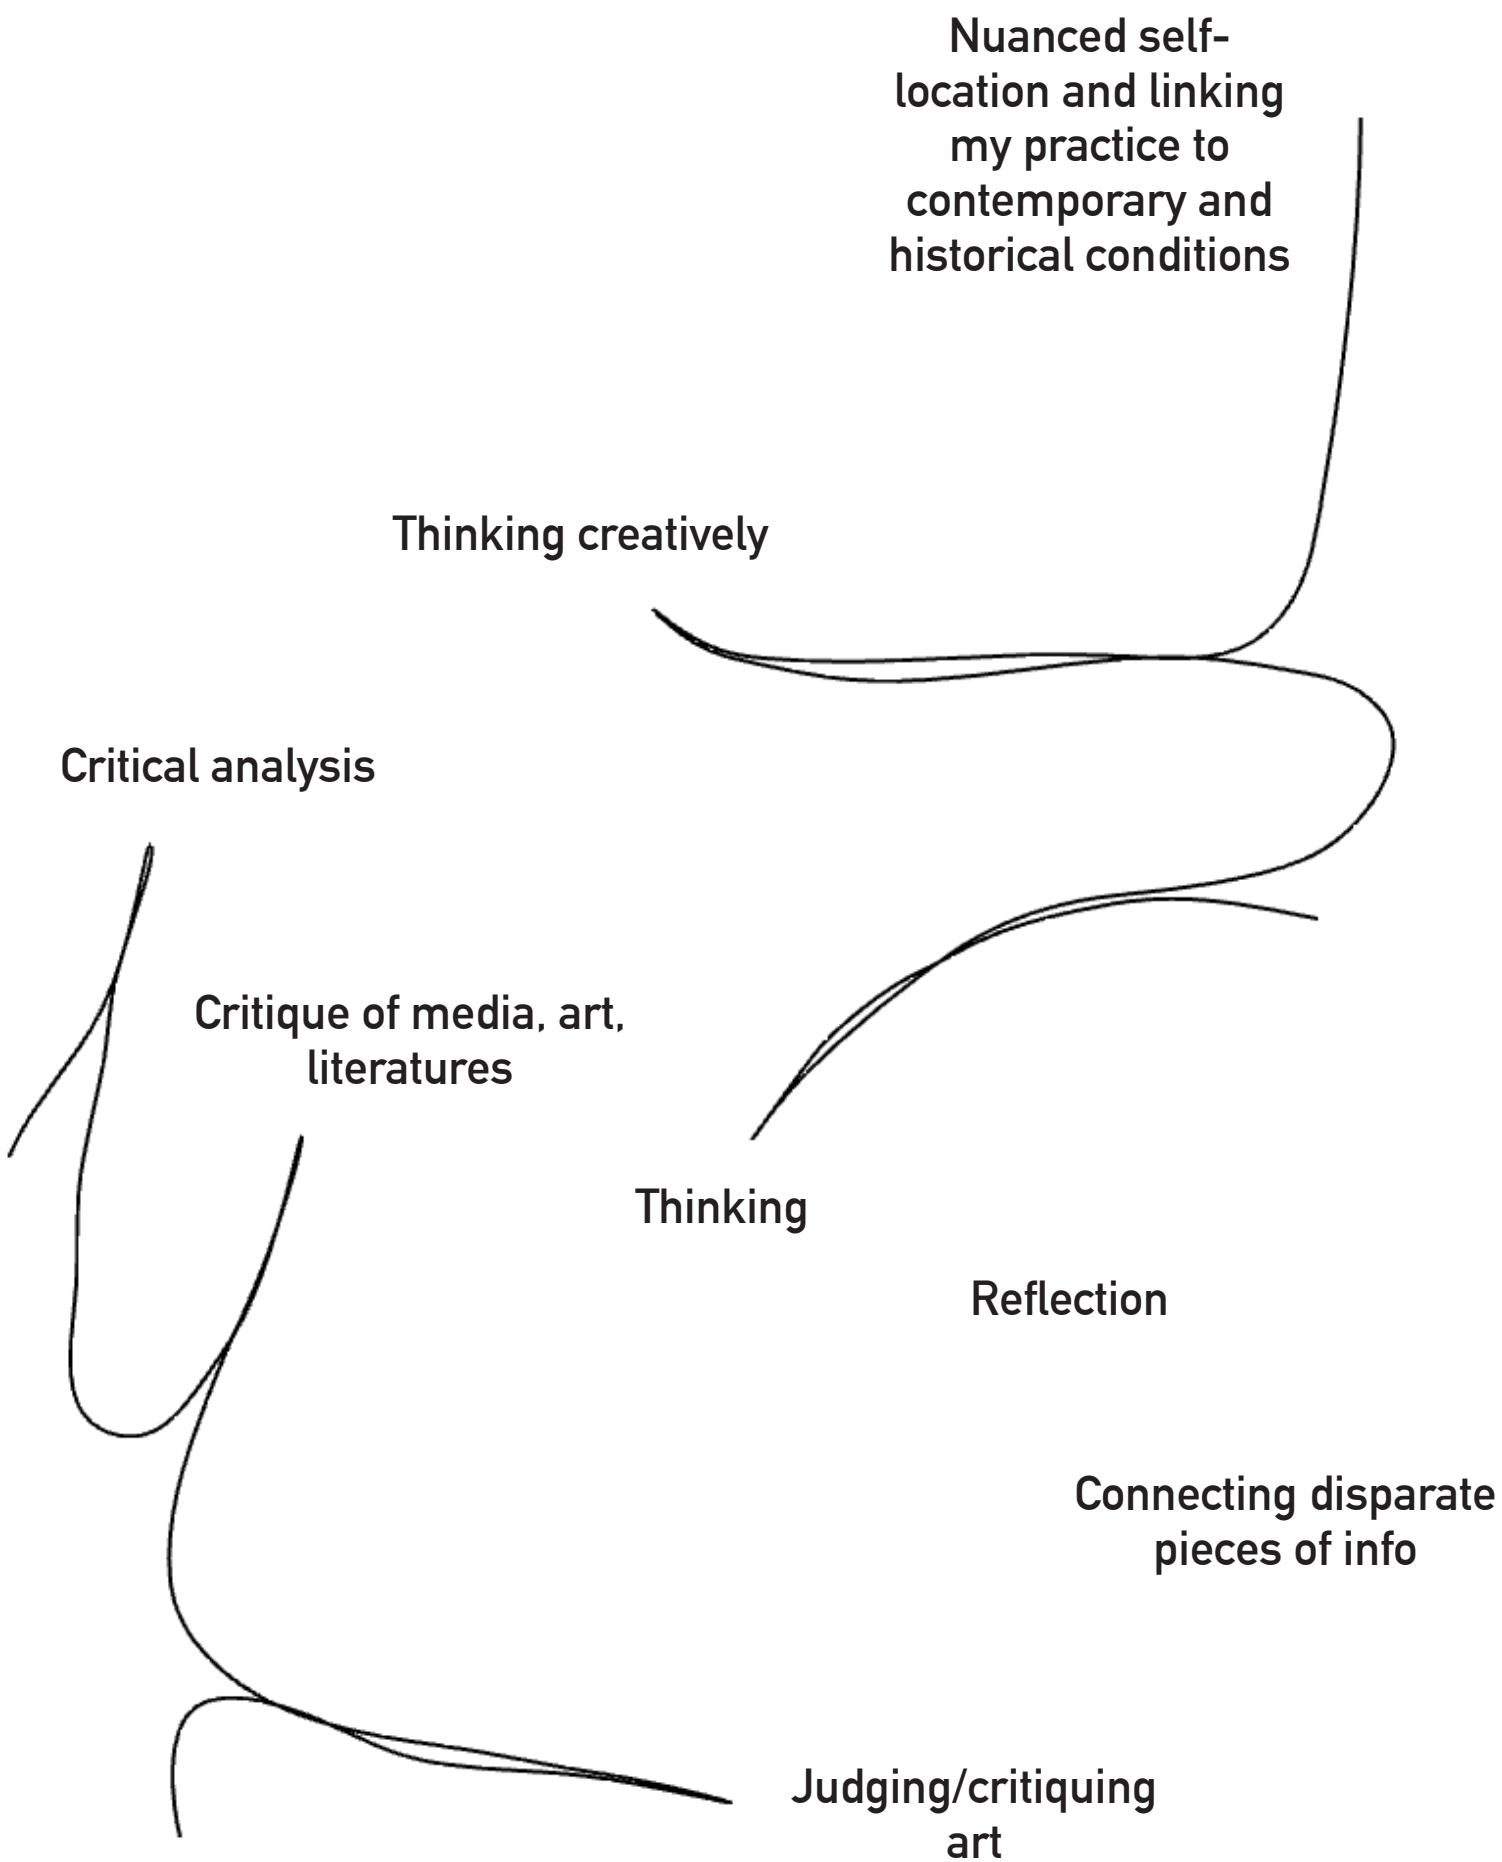 Nuanced self-
location and linking
my practice to
contemporary and
historical conditions
Thinking creatively
Critical analysis
Critique of media, art,
literatures
Thinking
Reflection
Connecting disparate
pieces of info
Judging/critiquing
art